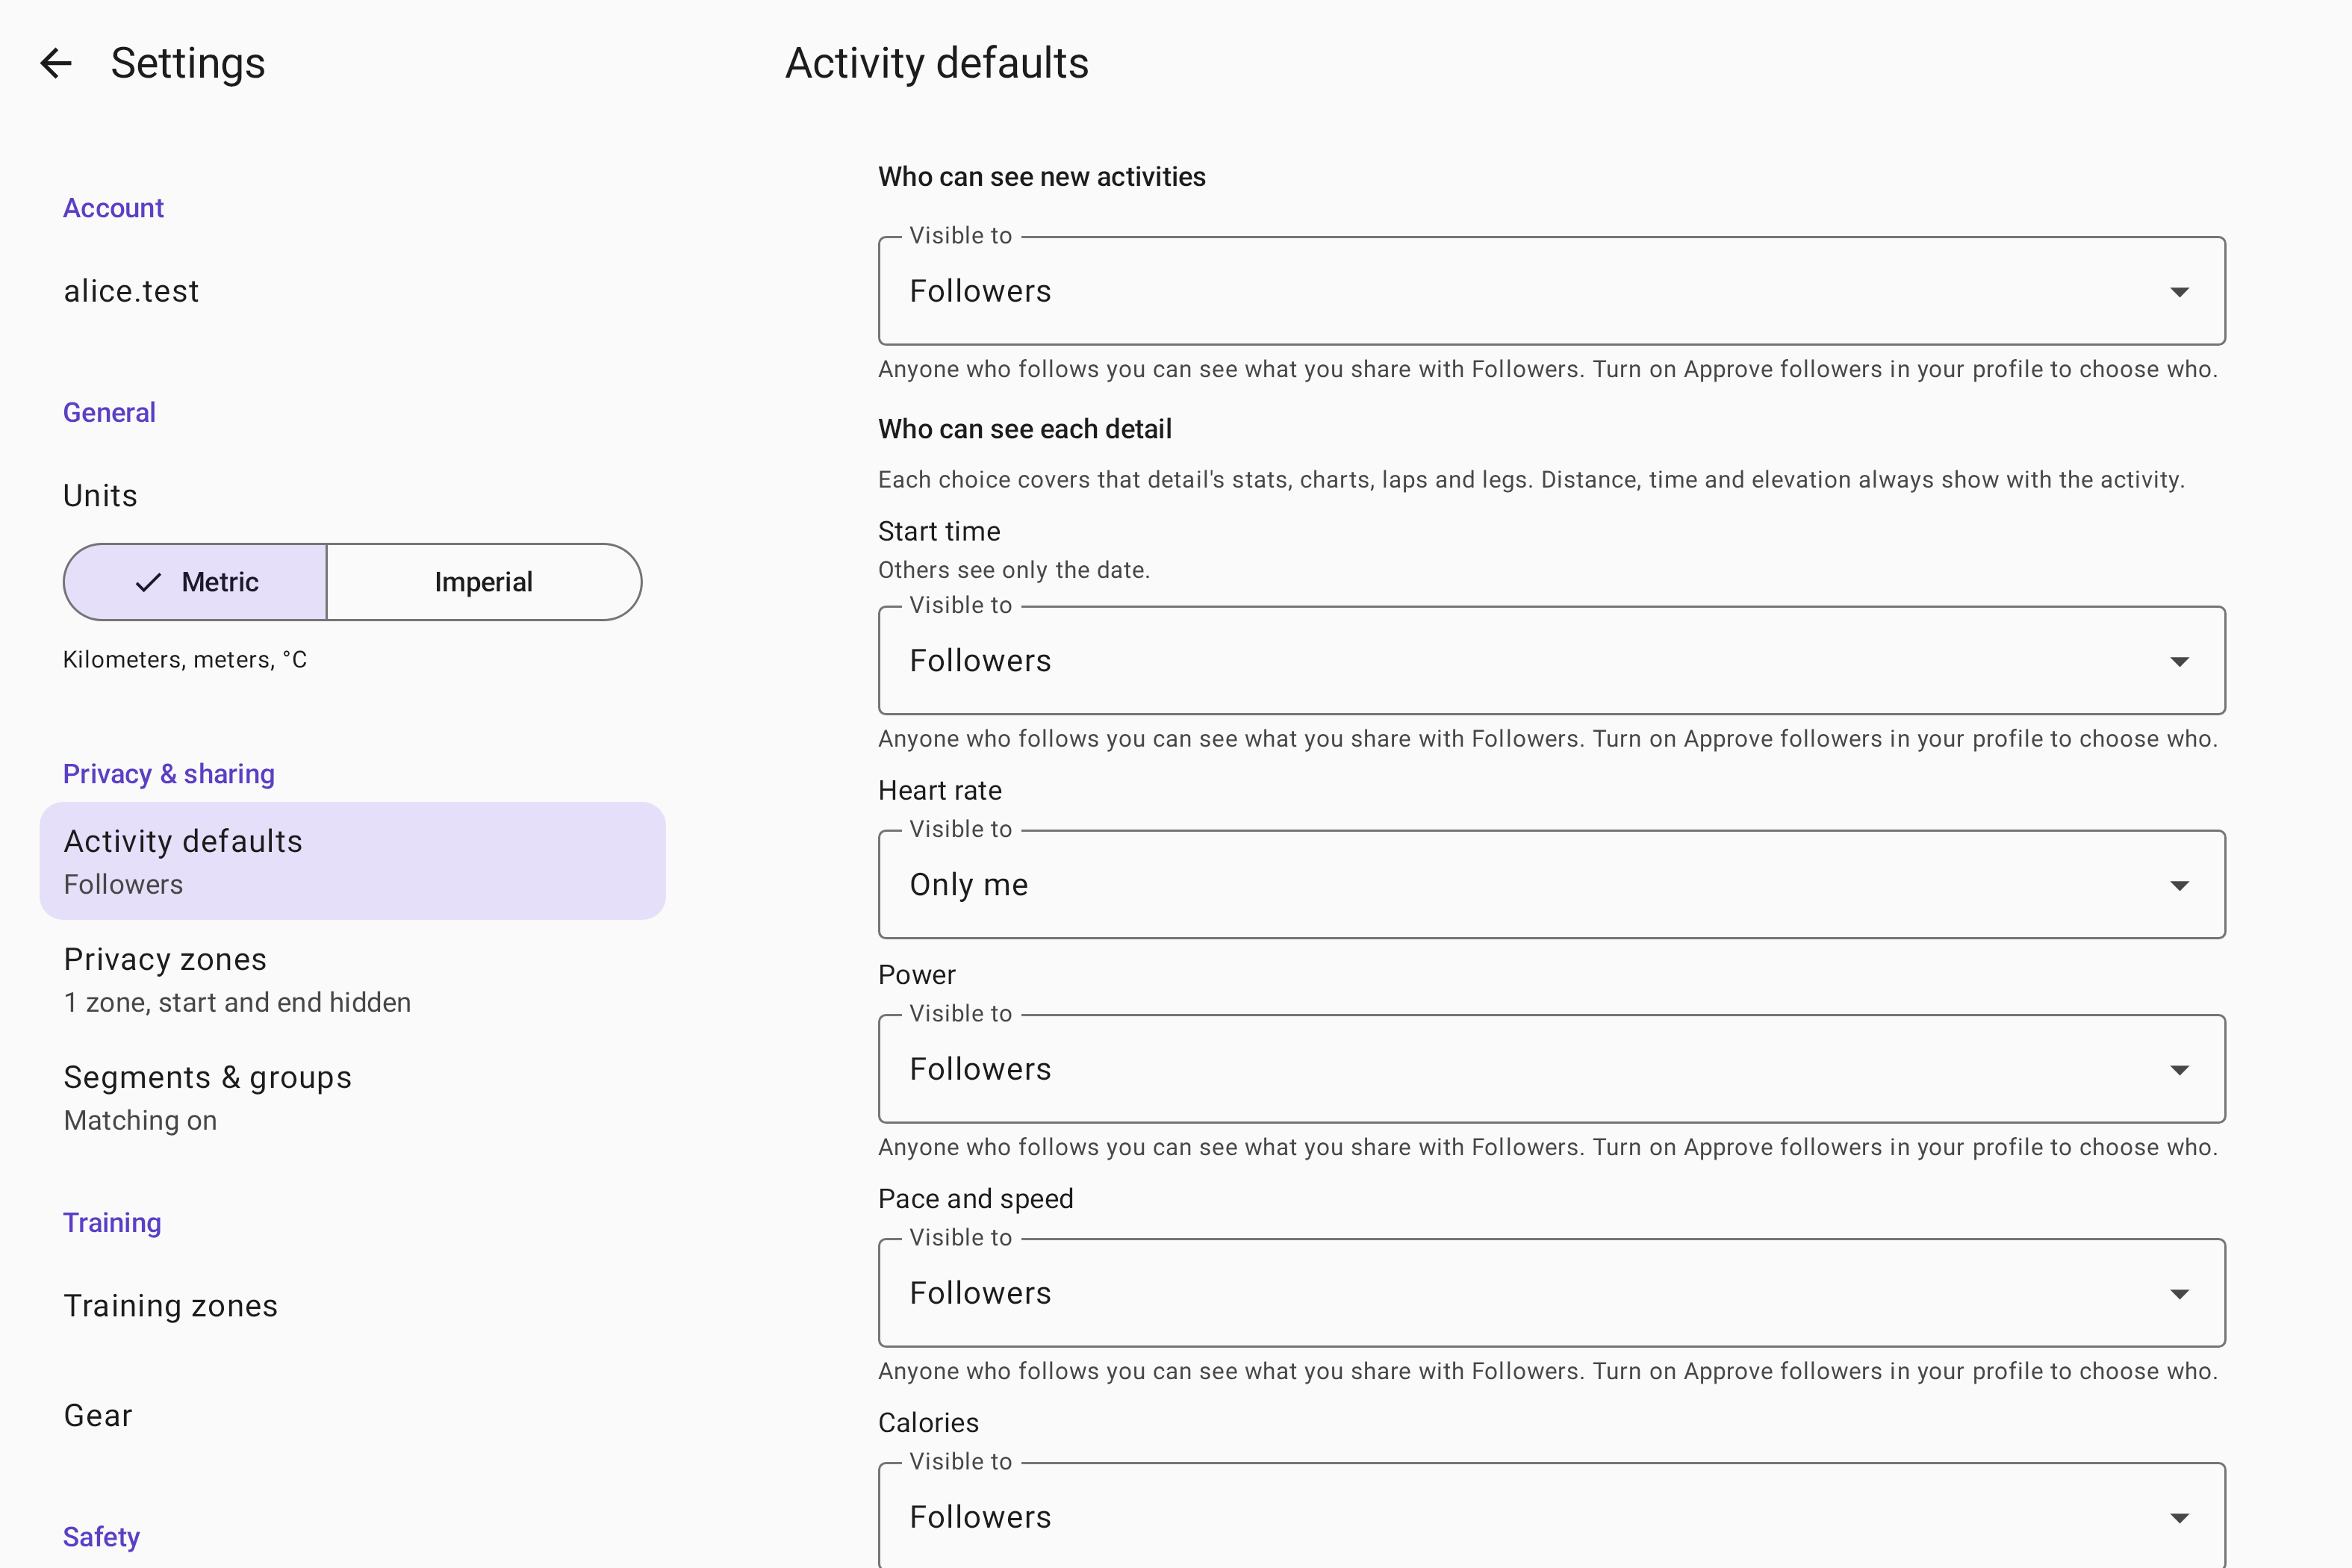 Settings
Account
alice.test
General
Units
Metric
Imperial
Kilometers, meters, °C
Privacy & sharing
Activity defaults
Followers
Privacy zones
1 zone, start and end hidden
Segments & groups
Matching on
Training
Training zones
Gear
Safety
Activity defaults
Who can see new activities
Visible to
Followers
Anyone who follows you can see what you share with Followers. Turn on Approve followers in your profile to choose who.
Who can see each detail
Each choice covers that detail's stats, charts, laps and legs. Distance, time and elevation always show with the activity.
Start time
Others see only the date.
Visible to
Followers
Anyone who follows you can see what you share with Followers. Turn on Approve followers in your profile to choose who.
Heart rate
Visible to
Only me
Power
Visible to
Followers
Anyone who follows you can see what you share with Followers. Turn on Approve followers in your profile to choose who.
Pace and speed
Visible to
Followers
Anyone who follows you can see what you share with Followers. Turn on Approve followers in your profile to choose who.
Calories
Visible to
Followers